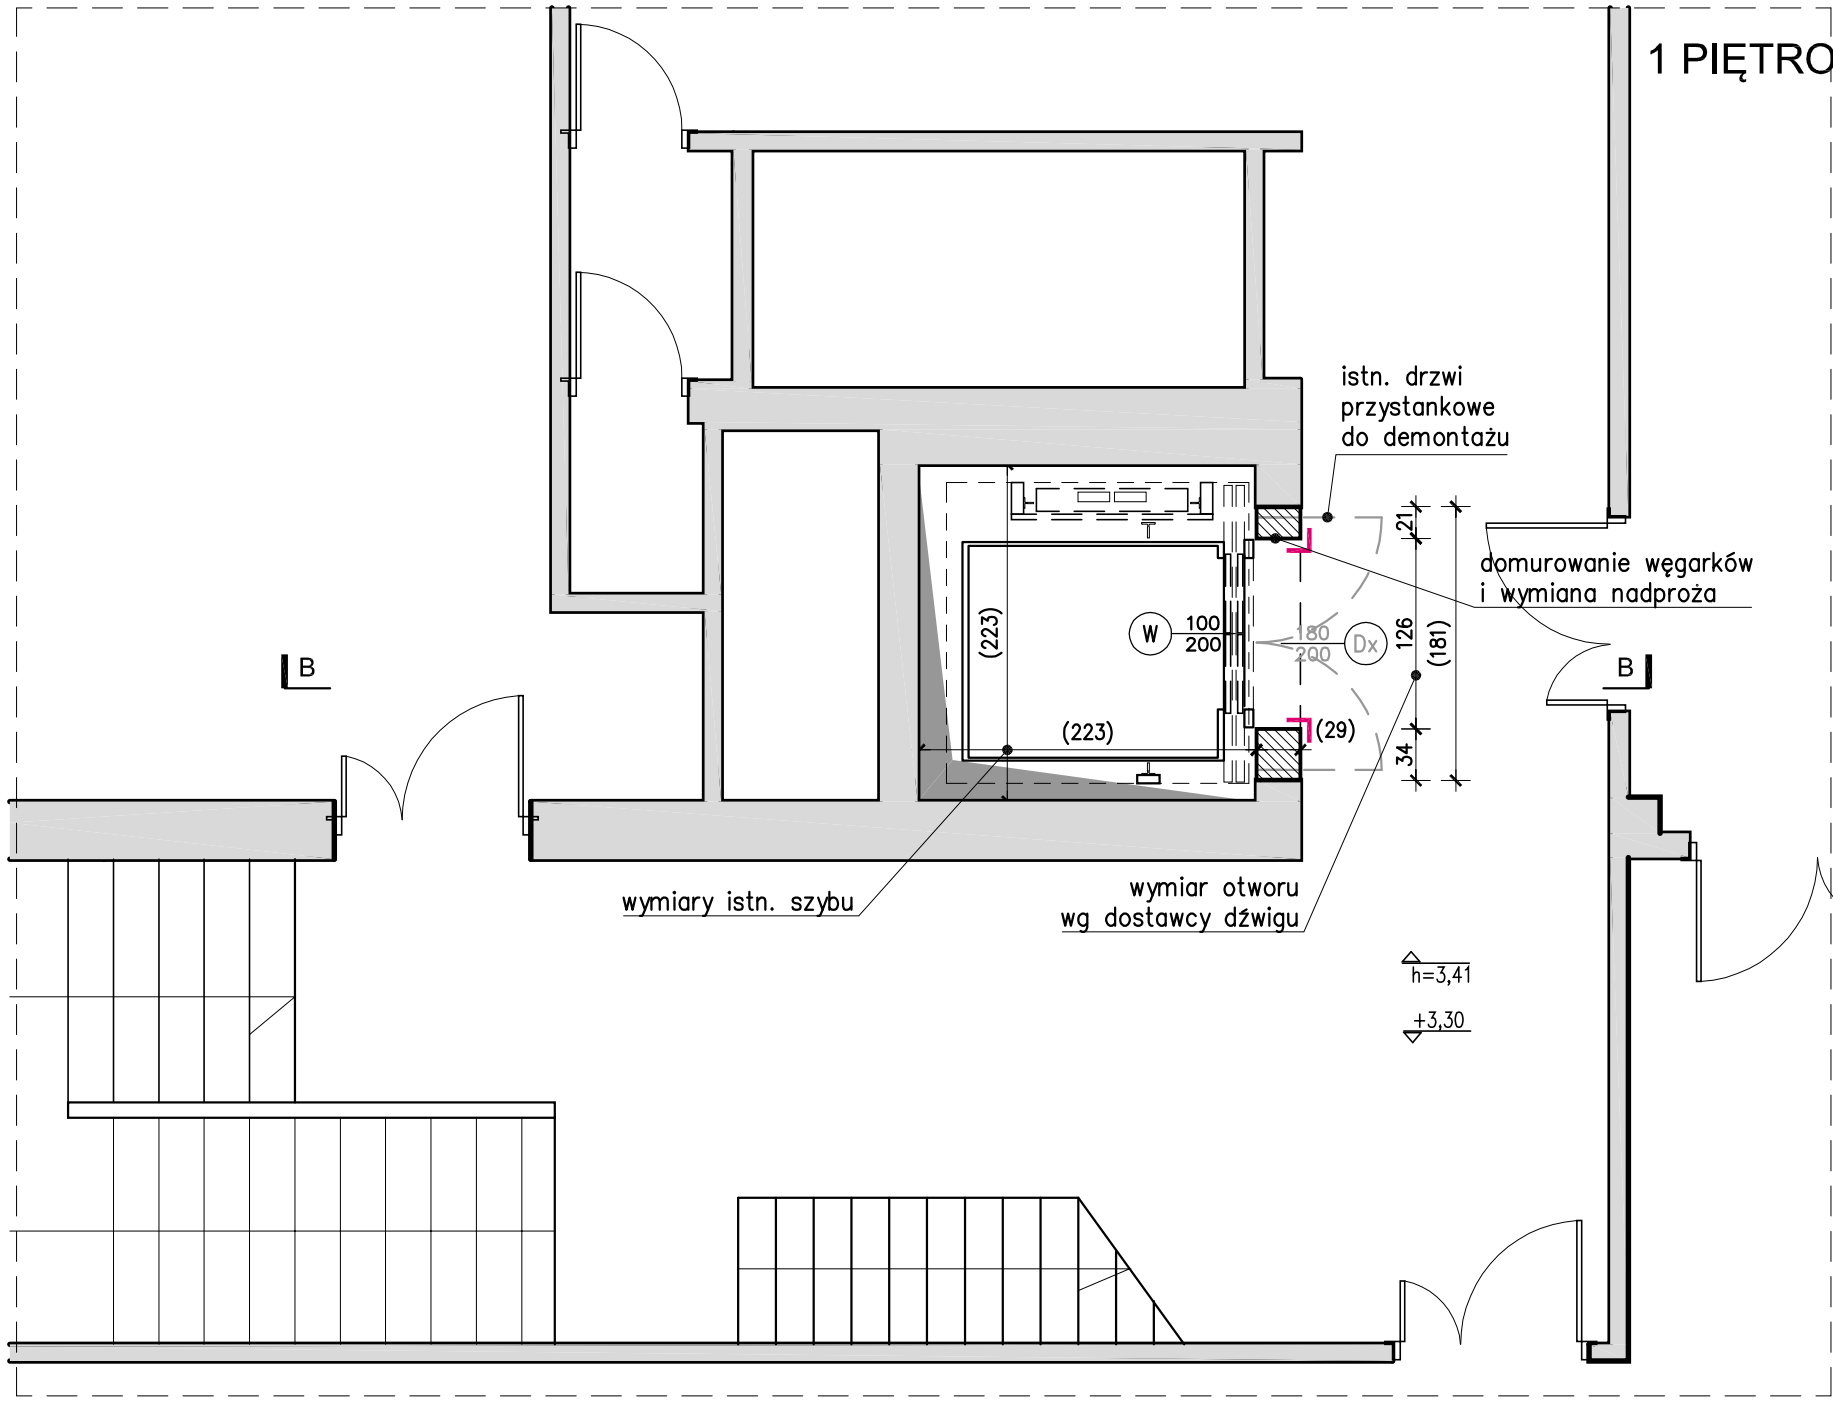 1 PIĘTRO
istn. drzwi
przystankowe
do demontażu
21
domurowanie węgarków
i wymiana nadproża
(223)
W
100
200
180
200
Dx
126
(181)
B
B
(223)
(29)
34
wymiary istn. szybu
wymiar otworu
wg dostawcy dźwigu
h=3,41
+3,30